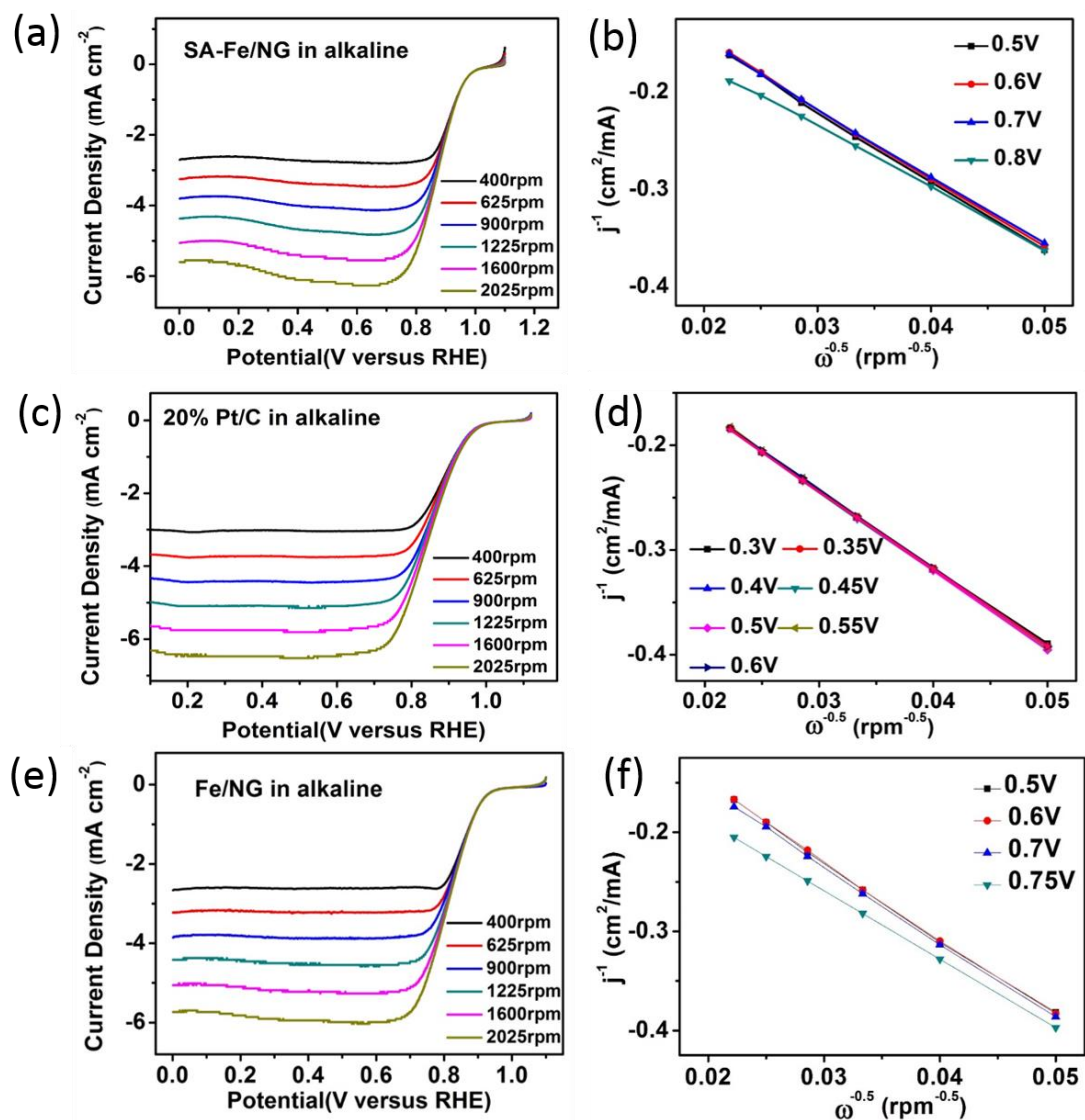 (a)
SA-Fe/NG in alkaline
0
-2
-4
-6
Current Density (mA cm⁻²)
400rpm
625rpm
900rpm
1225rpm
1600rpm
2025rpm
0.0 0.2 0.4 0.6 0.8 1.0 1.2
Potential(V versus RHE)
(b)
0.5V
0.6V
0.7V
0.8V
-0.2
-0.3
-0.4
j⁻¹ (cm²/mA)
0.02 0.03 0.04 0.05
ω⁻⁰·⁵ (rpm⁻⁰·⁵)
(c)
20% Pt/C in alkaline
0
-2
-4
-6
Current Density (mA cm⁻²)
400rpm
625rpm
900rpm
1225rpm
1600rpm
2025rpm
0.2 0.4 0.6 0.8 1.0
Potential(V versus RHE)
(d)
-0.2
-0.3
-0.4
j⁻¹ (cm²/mA)
0.3V 0.35V
0.4V 0.45V
0.5V 0.55V
0.6V
0.02 0.03 0.04 0.05
ω⁻⁰·⁵ (rpm⁻⁰·⁵)
(e)
Fe/NG in alkaline
0
-2
-4
-6
Current Density (mA cm⁻²)
400rpm
625rpm
900rpm
1225rpm
1600rpm
2025rpm
0.0 0.2 0.4 0.6 0.8 1.0
Potential(V versus RHE)
(f)
0.5V
0.6V
0.7V
0.75V
-0.2
-0.3
-0.4
j⁻¹ (cm²/mA)
0.02 0.03 0.04 0.05
ω⁻⁰·⁵ (rpm⁻⁰·⁵)